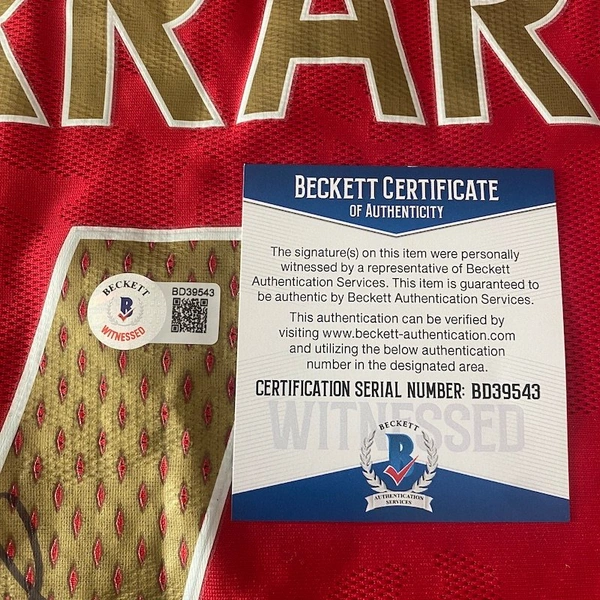 RRAR
BECKETT CERTIFICATE
OF AUTHENTICITY
The signature(s) on this item were personally
witnessed by a representative of Beckett
Authentication Services. This item is guaranteed to
be authentic by Beckett Authentication Services.
This authentication can be verified by
visiting www.beckett-authentication.com
and utilizing the below authentication
number in the designated area.
CERTIFICATION SERIAL NUMBER: BD39543
WITNESSED
BECKETT
B
AUTHENTICATION
SERVICES
BECKETT
B
WITNESSED
BD39543